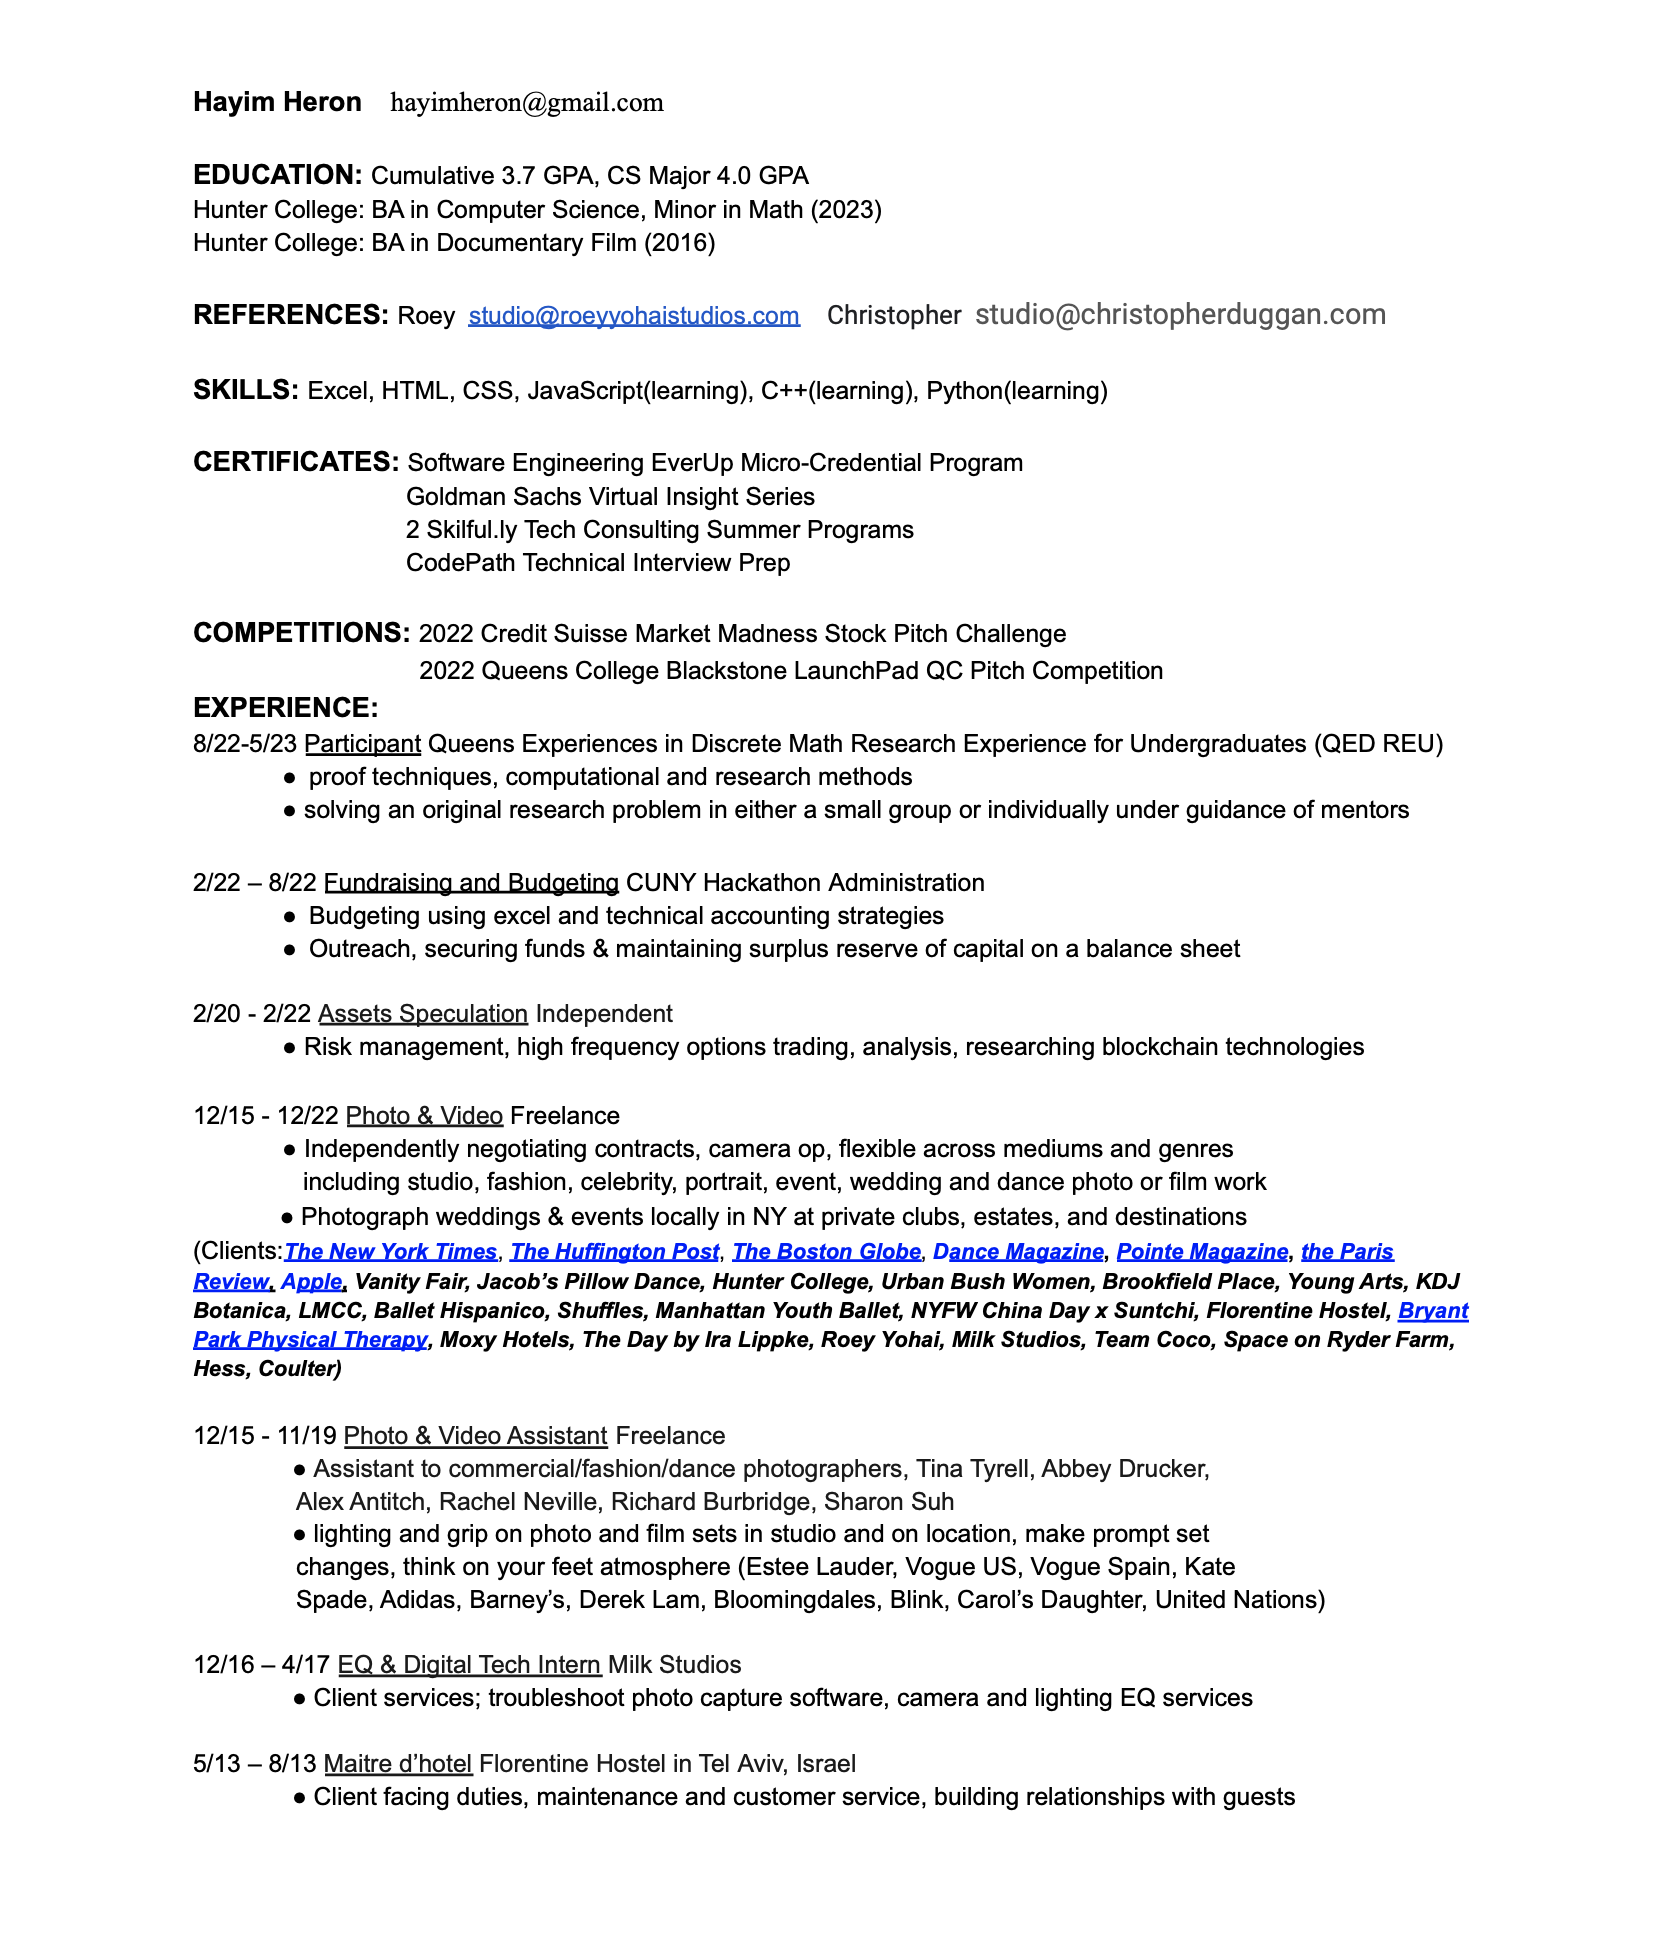 Hayim Heron hayimheron@gmail.com
EDUCATION: Cumulative 3.7 GPA, CS Major 4.0 GPA
Hunter College: BA in Computer Science, Minor in Math (2023)
Hunter College: BA in Documentary Film (2016)
REFERENCES: Roey studio@roeyyohaistudios.com Christopher studio@christopherduggan.com
SKILLS: Excel, HTML, CSS, JavaScript(learning), C++(learning), Python(learning)
CERTIFICATES: Software Engineering EverUp Micro-Credential Program
Goldman Sachs Virtual Insight Series
2 Skilful.ly Tech Consulting Summer Programs
CodePath Technical Interview Prep
COMPETITIONS: 2022 Credit Suisse Market Madness Stock Pitch Challenge
2022 Queens College Blackstone LaunchPad QC Pitch Competition
EXPERIENCE:
8/22-5/23 Participant Queens Experiences in Discrete Math Research Experience for Undergraduates (QED REU)
● proof techniques, computational and research methods
● solving an original research problem in either a small group or individually under guidance of mentors
2/22 – 8/22 Fundraising and Budgeting CUNY Hackathon Administration
● Budgeting using excel and technical accounting strategies
● Outreach, securing funds & maintaining surplus reserve of capital on a balance sheet
2/20 - 2/22 Assets Speculation Independent
● Risk management, high frequency options trading, analysis, researching blockchain technologies
12/15 - 12/22 Photo & Video Freelance
● Independently negotiating contracts, camera op, flexible across mediums and genres
including studio, fashion, celebrity, portrait, event, wedding and dance photo or film work
● Photograph weddings & events locally in NY at private clubs, estates, and destinations
(Clients:The New York Times, The Huffington Post, The Boston Globe, Dance Magazine, Pointe Magazine, the Paris
Review, Apple, Vanity Fair, Jacob’s Pillow Dance, Hunter College, Urban Bush Women, Brookfield Place, Young Arts, KDJ
Botanica, LMCC, Ballet Hispanico, Shuffles, Manhattan Youth Ballet, NYFW China Day x Suntchi, Florentine Hostel, Bryant
Park Physical Therapy, Moxy Hotels, The Day by Ira Lippke, Roey Yohai, Milk Studios, Team Coco, Space on Ryder Farm,
Hess, Coulter)
12/15 - 11/19 Photo & Video Assistant Freelance
● Assistant to commercial/fashion/dance photographers, Tina Tyrell, Abbey Drucker,
Alex Antitch, Rachel Neville, Richard Burbridge, Sharon Suh
● lighting and grip on photo and film sets in studio and on location, make prompt set
changes, think on your feet atmosphere (Estee Lauder, Vogue US, Vogue Spain, Kate
Spade, Adidas, Barney’s, Derek Lam, Bloomingdales, Blink, Carol’s Daughter, United Nations)
12/16 – 4/17 EQ & Digital Tech Intern Milk Studios
● Client services; troubleshoot photo capture software, camera and lighting EQ services
5/13 – 8/13 Maitre d’hotel Florentine Hostel in Tel Aviv, Israel
● Client facing duties, maintenance and customer service, building relationships with guests